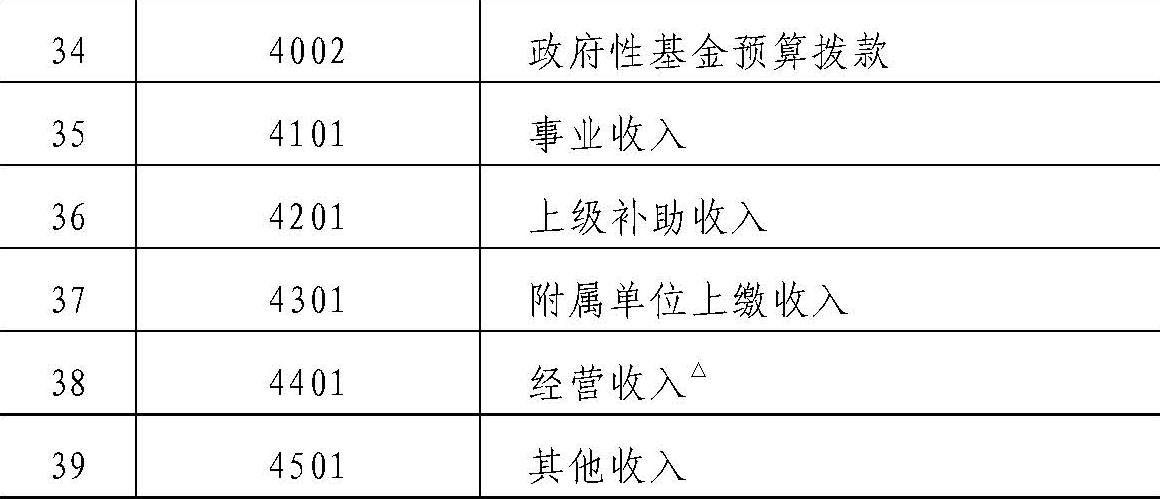 34 4002 政府性基金预算拨款
35 4101 事业收入
36 4201 上级补助收入
37 4301 附属单位上缴收入
38 4401 经营收入△
39 4501 其他收入